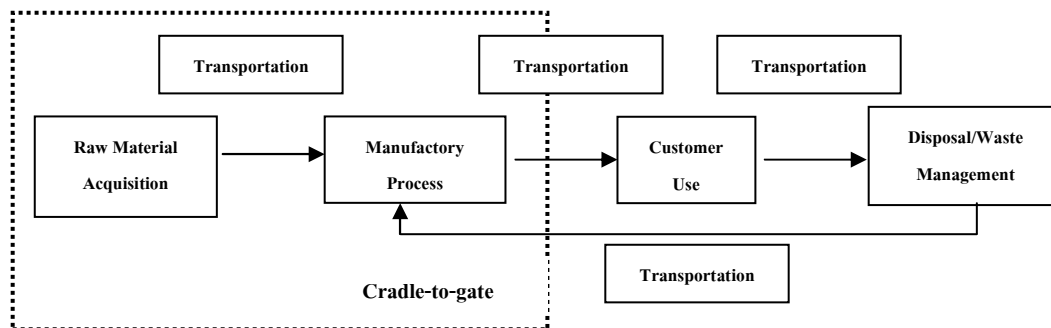 Transportation
Transportation
Transportation
Raw Material
Acquisition
Manufactory
Process
Customer
Use
Disposal/Waste
Management
Transportation
Cradle-to-gate